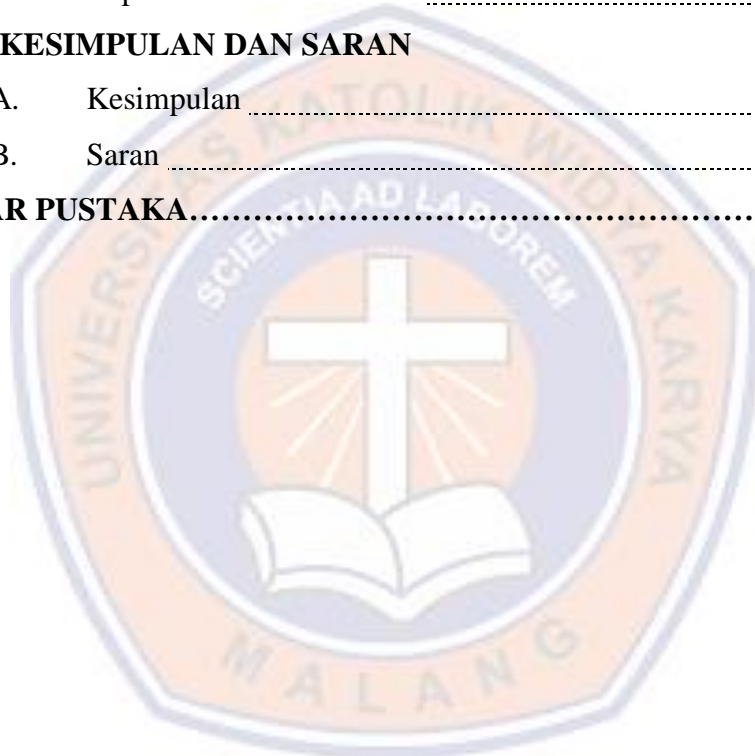 KESIMPULAN DAN SARAN
A. Kesimpulan
B. Saran
AR PUSTAKA……………………………………………
UNIVERSITAS KATOLIK WIDYA KARYA
SCIENTIA AD LABOREM
MALANG